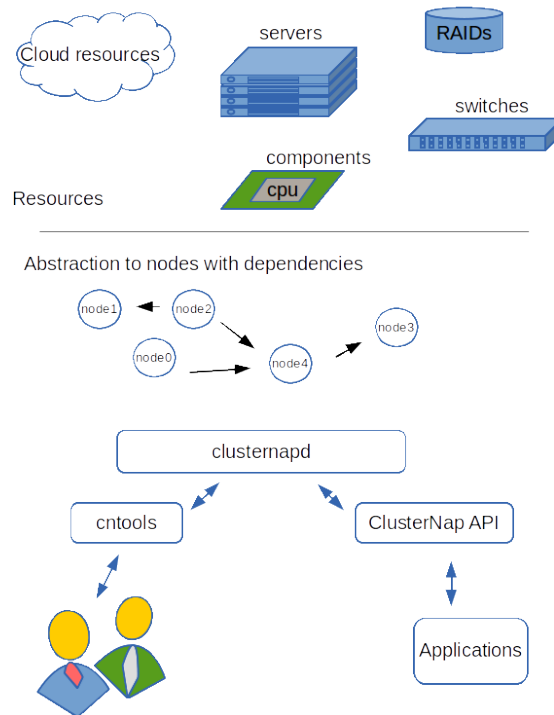 Cloud resources
servers
RAIDs
switches
components
cpu
Resources
Abstraction to nodes with dependencies
node1
node2
node3
node0
node4
clusternapd
cntools
ClusterNap API
Applications